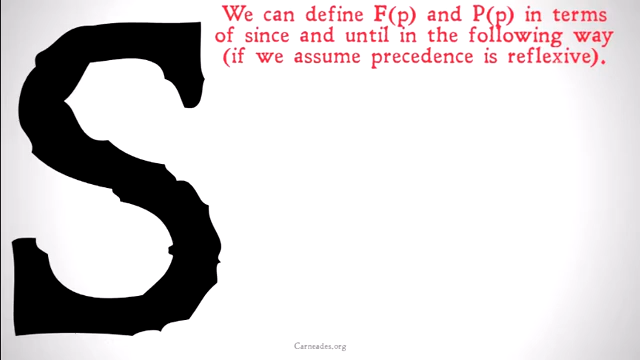 We can define F(p) and P(p) in terms
of since and until in the following way
(if we assume precedence is reflexive).
S
Carneades.org